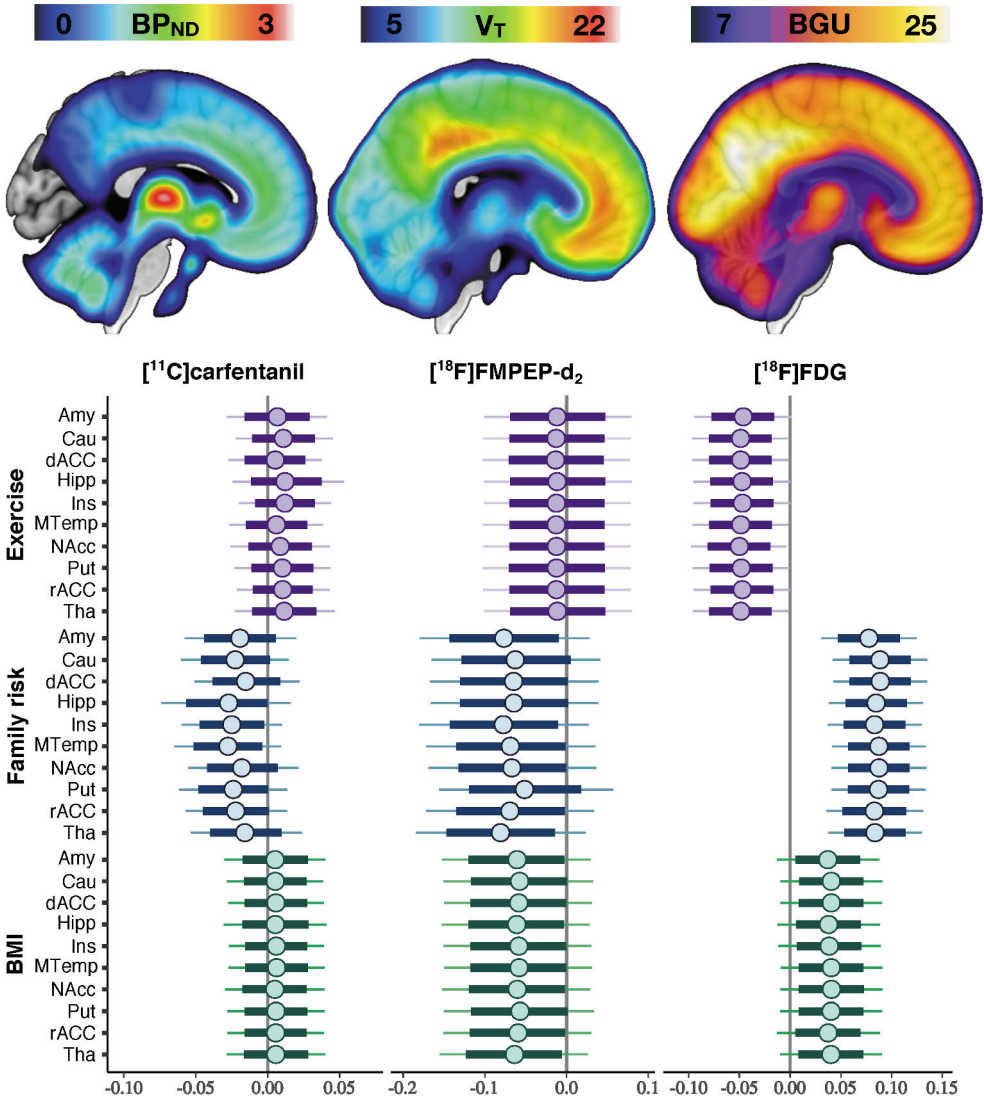 0 BP_ND 3 5 V_T 22 7 BGU 25
[¹¹C]carfentanil [¹⁸F]FMPEP-d₂ [¹⁸F]FDG
Exercise
Amy
Cau
dACC
Hipp
Ins
MTemp
NAcc
Put
rACC
Tha
Family risk
Amy
Cau
dACC
Hipp
Ins
MTemp
NAcc
Put
rACC
Tha
BMI
Amy
Cau
dACC
Hipp
Ins
MTemp
NAcc
Put
rACC
Tha
-0.10 -0.05 0.00 0.05 -0.2 -0.1 0.0 0.1 -0.10 -0.05 0.00 0.05 0.10 0.15